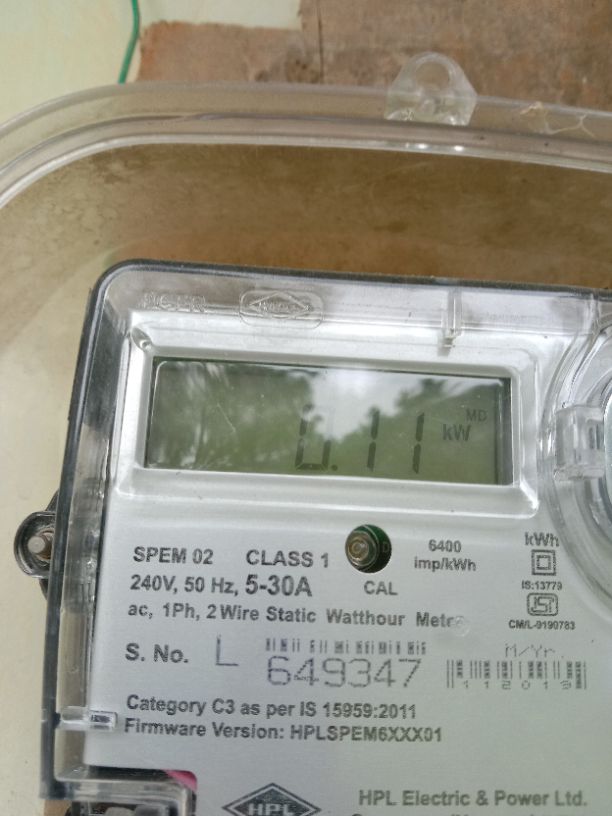 MD
0.11 kW
SPEM 02 CLASS 1
6400
imp/kWh
kWh
240V, 50 Hz, 5-30A
CAL
IS:13779
ac, 1Ph, 2 Wire Static Watthour Meter
ISI
CM/L-9190783
S. No. L 649347
M/Yr.
112019
Category C3 as per IS 15959:2011
Firmware Version: HPLSPEM6XXX01
HPL
HPL Electric & Power Ltd.